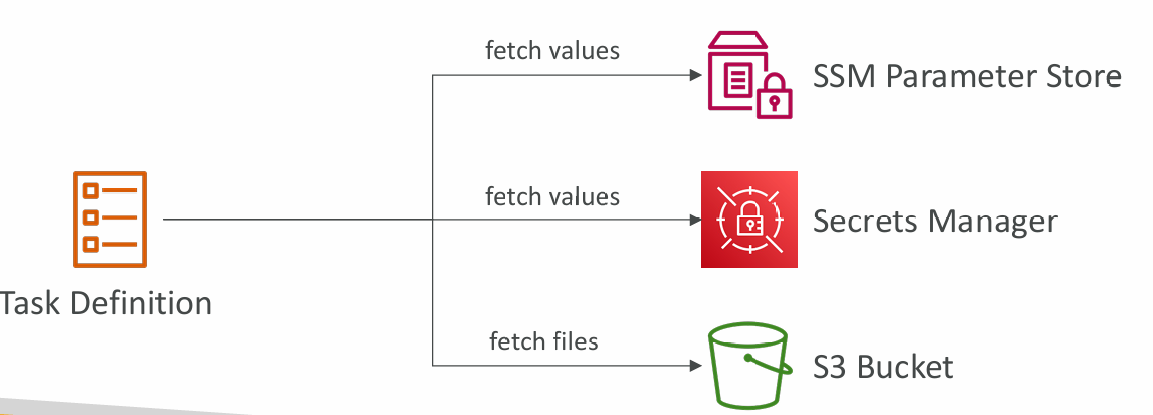 fetch values
SSM Parameter Store
fetch values
Secrets Manager
Task Definition
fetch files
S3 Bucket